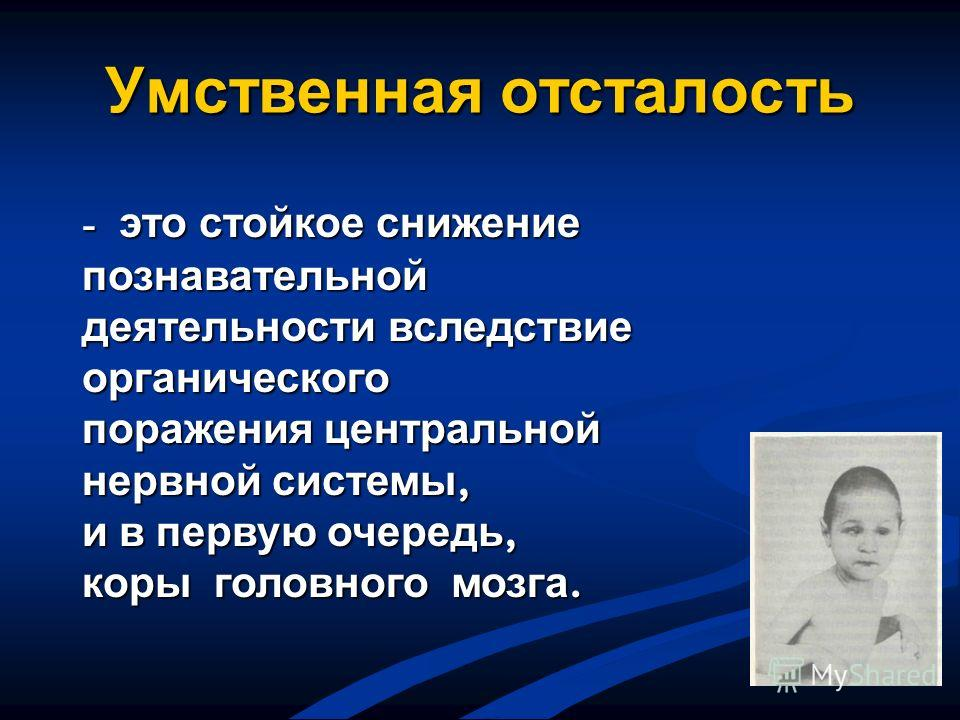 Умственная отсталость
- это стойкое снижение
познавательной
деятельности вследствие
органического
поражения центральной
нервной системы,
и в первую очередь,
коры головного мозга.
MyShared